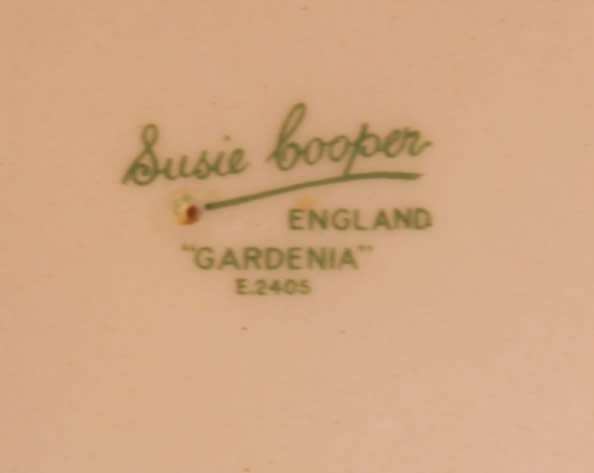 Susie Cooper
ENGLAND
"GARDENIA"
E.2405